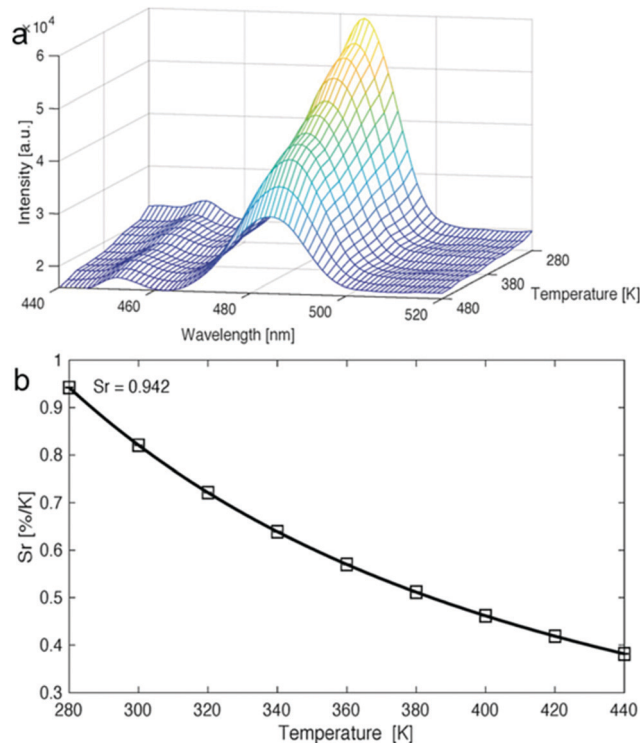 a
×10⁴
6
5
4
3
2
Intensity [a.u.]
440
460
480
500
520
Wavelength [nm]
280
380
480
Temperature [K]
b
Sr = 0.942
1
0.9
0.8
0.7
0.6
0.5
0.4
0.3
Sr [%/K]
280 300 320 340 360 380 400 420 440
Temperature [K]